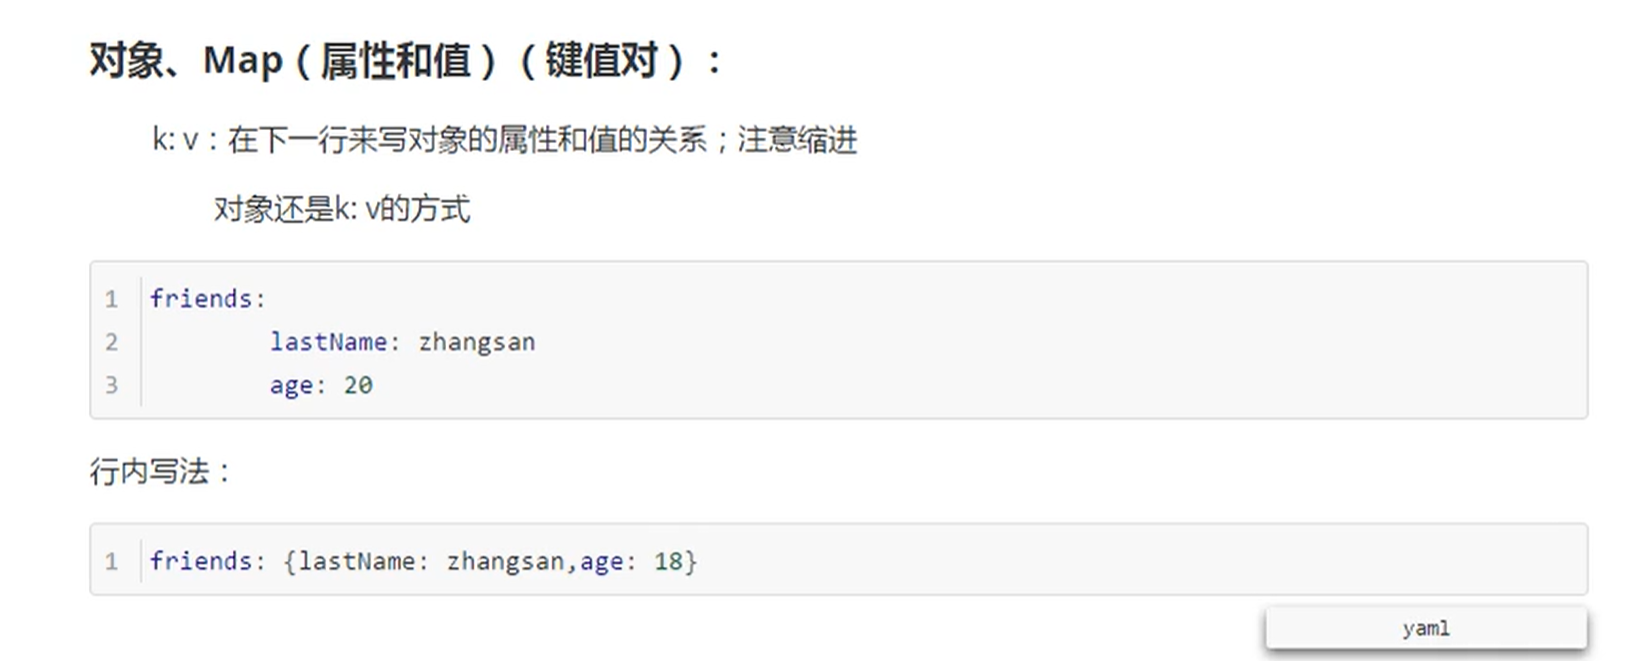 对象、Map（属性和值）（键值对）：
k: v：在下一行来写对象的属性和值的关系；注意缩进
对象还是k: v的方式
1 friends:
2 lastName: zhangsan
3 age: 20
行内写法：
1 friends: {lastName: zhangsan,age: 18}
yaml